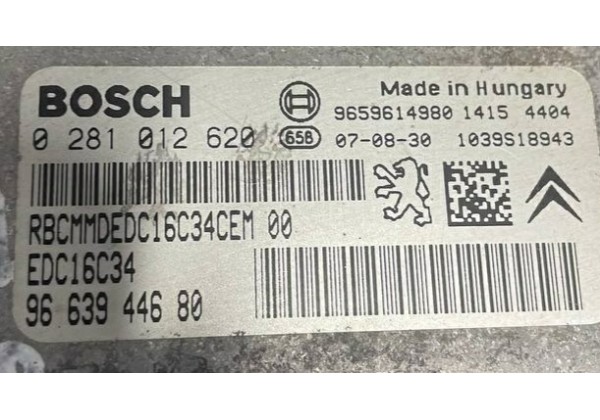 BOSCH
Made in Hungary
9659614980 1415 4404
0 281 012 620 658 07-08-30 1039S18943
RBCMMDEDC16C34CEM 00
EDC16C34
96 639 446 80